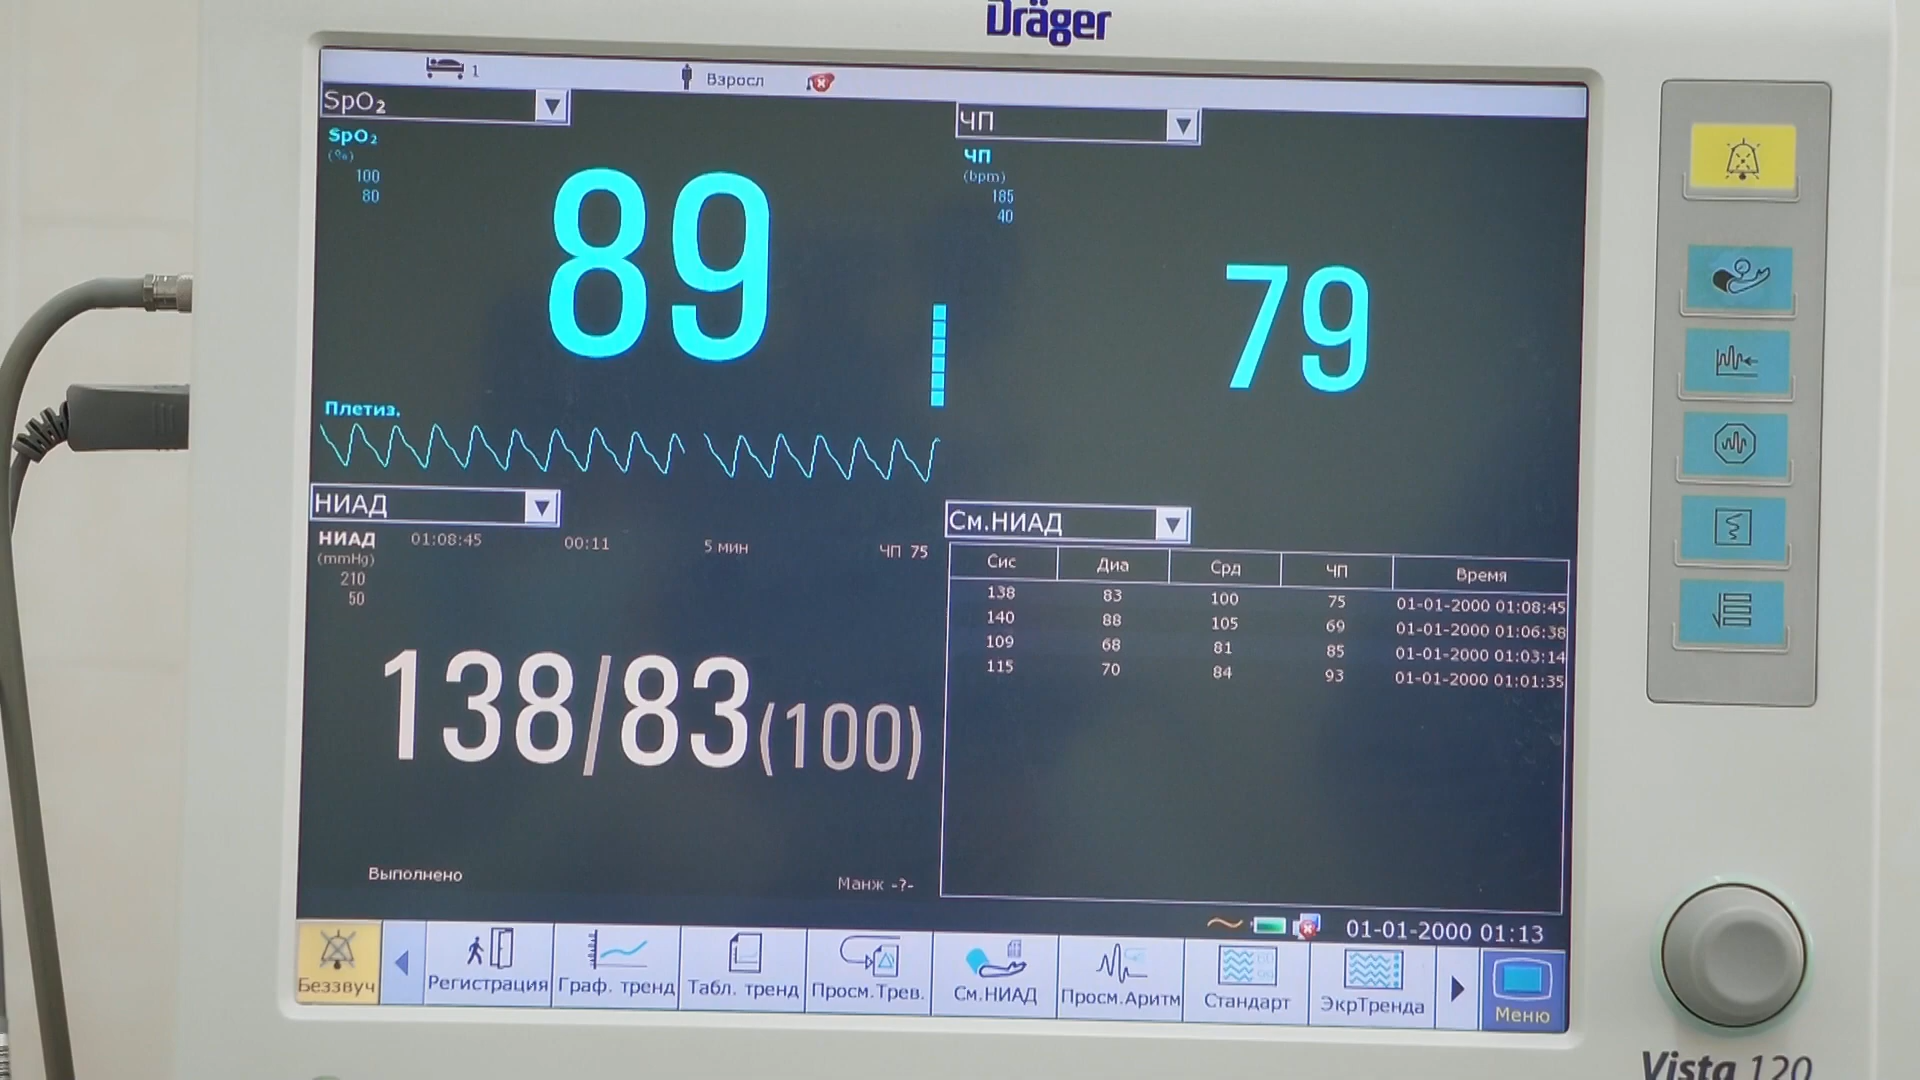 Dräger
1 Взросл
SpO₂
SpO₂
(%)
100
80
89
Плетиз.
ЧП
ЧП
(bpm)
185
40
79
НИАД
НИАД 01:08:45 00:11 5 мин ЧП 75
(mmHg)
210
50
138/83(100)
Выполнено Манж -?-
См.НИАД
Сис Диа Срд ЧП Время
138 83 100 75 01-01-2000 01:08:45
140 88 105 69 01-01-2000 01:06:38
109 68 81 85 01-01-2000 01:03:14
115 70 84 93 01-01-2000 01:01:35
01-01-2000 01:13
Беззвуч Регистрация Граф. тренд Табл. тренд Просм.Трев. См.НИАД Просм.Аритм Стандарт ЭкрТренда Меню
Vista 120